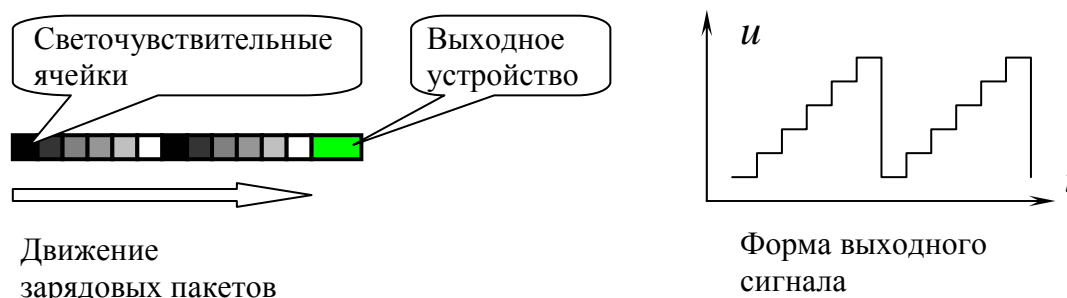 Светочувствительные
ячейки
Выходное
устройство
Движение
зарядовых пакетов
u
Форма выходного
сигнала